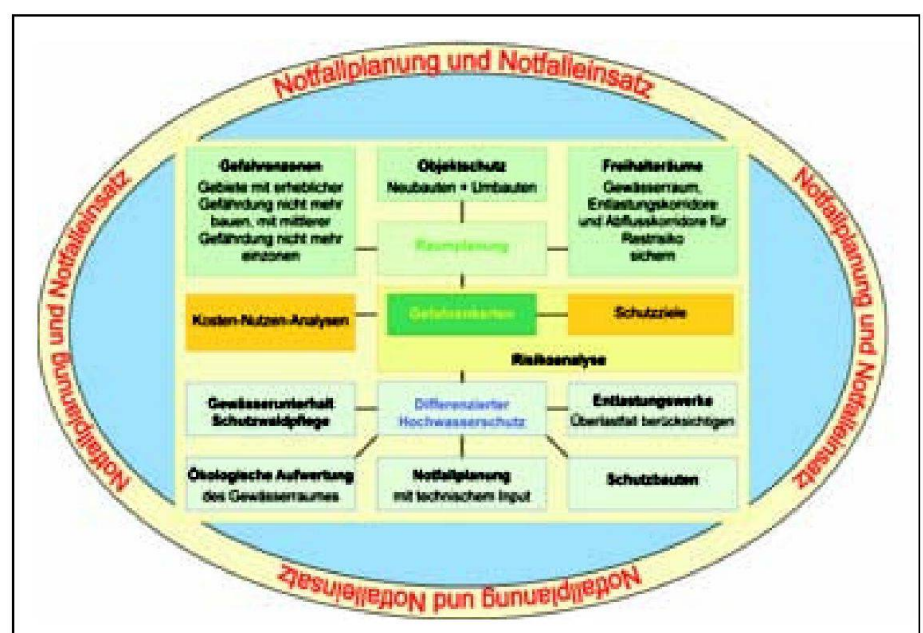 Notfallplanung und Notfalleinsatz
Notfallplanung und Notfalleinsatz
Notfallplanung und Notfalleinsatz
Gefahrenzonen
Gebiete mit erheblicher
Gefährdung nicht mehr
bauen, mit mittlerer
Gefährdung nicht mehr
einzonen
Objektschutz
Neubauten + Umbauten
Freihalteräume
Gewässerraum,
Entlastungskorridore
und Abflusskorridore für
Restrisiko
sichern
Raumplanung
Kosten-Nutzen-Analysen
Gefahrenkarten
Schutzziele
Risikoanalyse
Gewässerunterhalt
Schutzwaldpflege
Differenzierter
Hochwasserschutz
Entlastungswerke
Überlastfall berücksichtigen
Ökologische Aufwertung
des Gewässerraumes
Notfallplanung
mit technischem Input
Schutzbauten
Notfallplanung und Notfalleinsatz